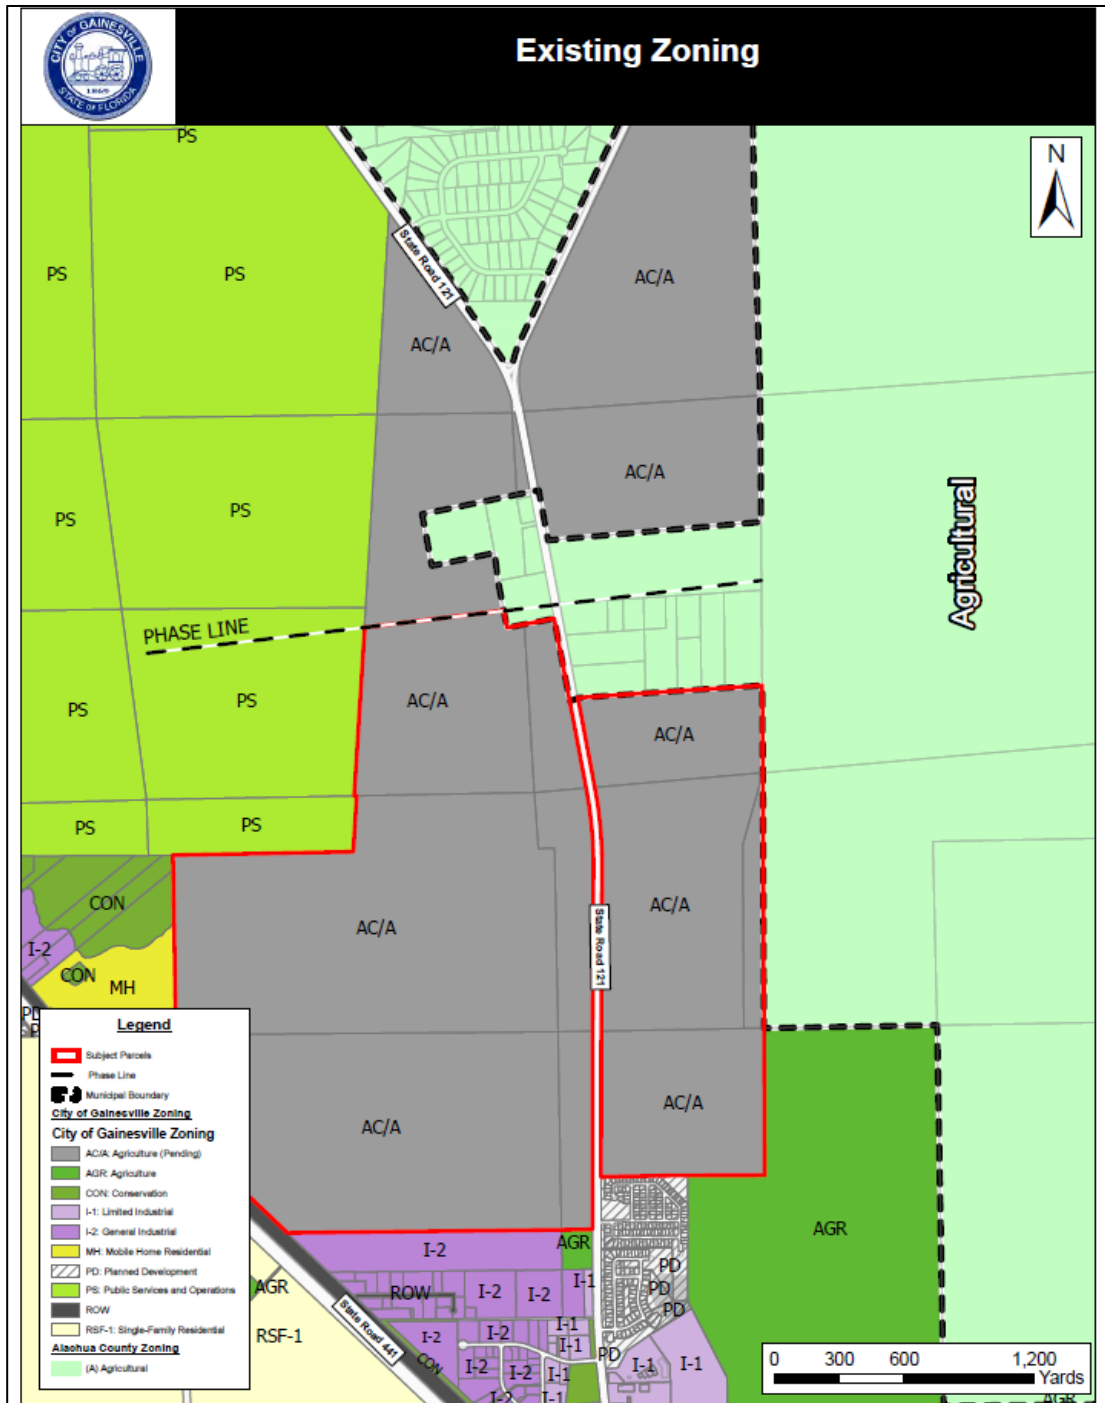 CITY OF GAINESVILLE
1869
STATE OF FLORIDA
Existing Zoning
N
PS
PS
PS
State Road 121
AC/A
AC/A
AC/A
PS
PS
Agricultural
PHASE LINE
PS
PS
AC/A
AC/A
PS
PS
CON
I-2
CON
MH
AC/A
AC/A
State Road 121
PD
AC/A
AC/A
Legend
Subject Parcels
Phase Line
Municipal Boundary
City of Gainesville Zoning
City of Gainesville Zoning
AC/A: Agriculture (Pending)
AGR: Agriculture
CON: Conservation
I-1: Limited Industrial
I-2: General Industrial
MH: Mobile Home Residential
PD: Planned Development
PS: Public Services and Operations
ROW
RSF-1: Single-Family Residential
Alachua County Zoning
(A) Agricultural
I-2
AGR
AGR
AGR
ROW
I-2
I-2
I-1
PD
PD
PD
RSF-1
State Road 441
I-2
I-2
I-1
I-1
PD
CON
I-2
I-2
I-1
I-1
I-1
I-2
I-1
0 300 600 1,200
Yards
AGR